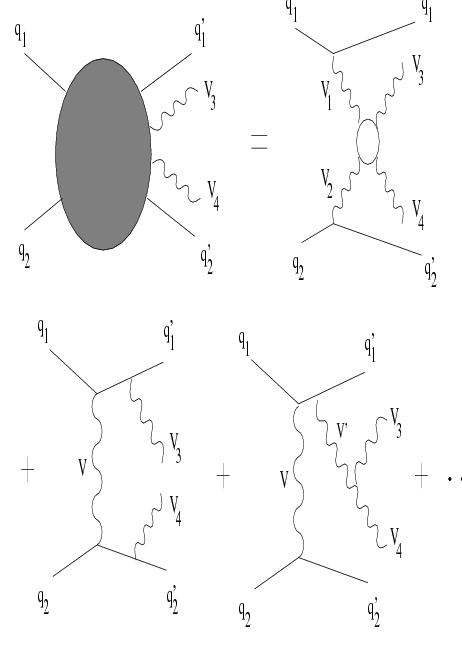 q1 q1' V3 V4 q2 q2' = q1 q1' V1 V3 V2 V4 q2 q2'
+ q1 q1' V V3 V4 q2 q2' + q1 q1' V V' V3 V4 q2 q2' + ..